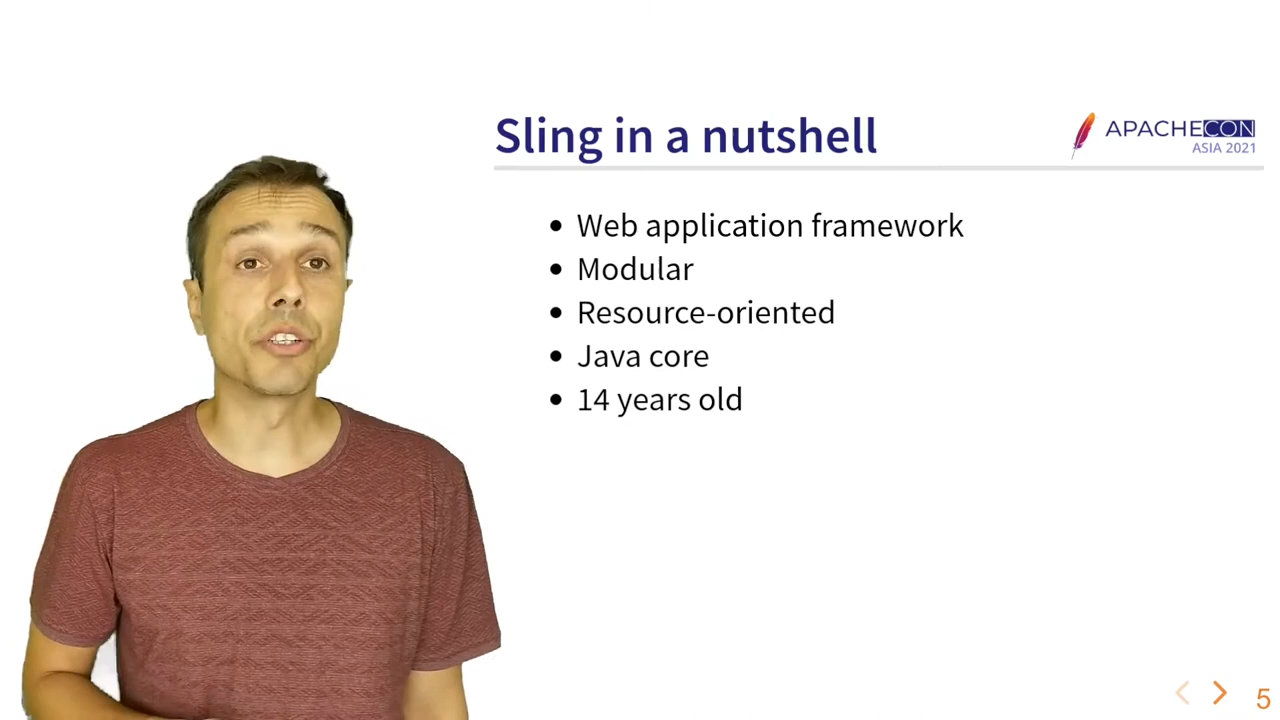 Sling in a nutshell
APACHECON
ASIA 2021
Web application framework
Modular
Resource-oriented
Java core
14 years old
5